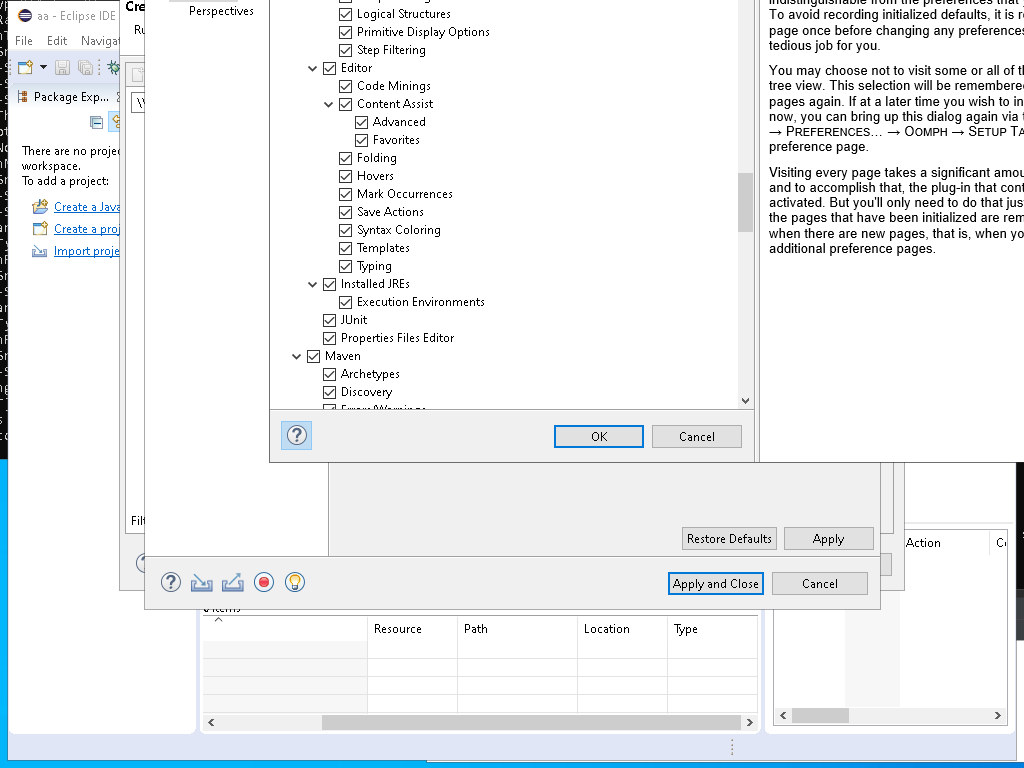 aa - Eclipse IDE
File Edit Navigat
Package Exp...
There are no projec
workspace.
To add a project:
Create a Java
Create a proj
Import proje
Cre
Ru
Perspectives
Logical Structures
Primitive Display Options
Step Filtering
Editor
Code Minings
Content Assist
Advanced
Favorites
Folding
Hovers
Mark Occurrences
Save Actions
Syntax Coloring
Templates
Typing
Installed JREs
Execution Environments
JUnit
Properties Files Editor
Maven
Archetypes
Discovery
Errors/Warnings
OK Cancel
indistinguishable from the preferences that
To avoid recording initialized defaults, it is r
page once before changing any preferences
tedious job for you.
You may choose not to visit some or all of th
tree view. This selection will be remembered
pages again. If at a later time you wish to in
now, you can bring up this dialog again via
→ PREFERENCES... → OOMPH → SETUP TA
preference page.
Visiting every page takes a significant amou
and to accomplish that, the plug-in that cont
activated. But you'll only need to do that jus
the pages that have been initialized are rem
when there are new pages, that is, when yo
additional preference pages.
Filt
Restore Defaults Apply
Apply and Close Cancel
Action
items
Resource Path Location Type